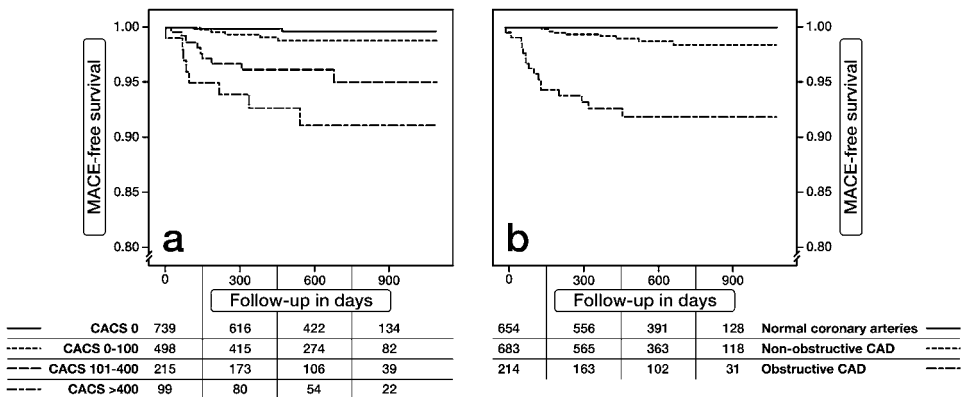 1.00
0.95
0.90
0.85
0.80
MACE-free survival
a
0 300 600 900
Follow-up in days
CACS 0 739 616 422 134
CACS 0-100 498 415 274 82
CACS 101-400 215 173 106 39
CACS >400 99 80 54 22
b
1.00
0.95
0.90
0.85
0.80
MACE-free survival
0 300 600 900
Follow-up in days
654 556 391 128 Normal coronary arteries
683 565 363 118 Non-obstructive CAD
214 163 102 31 Obstructive CAD